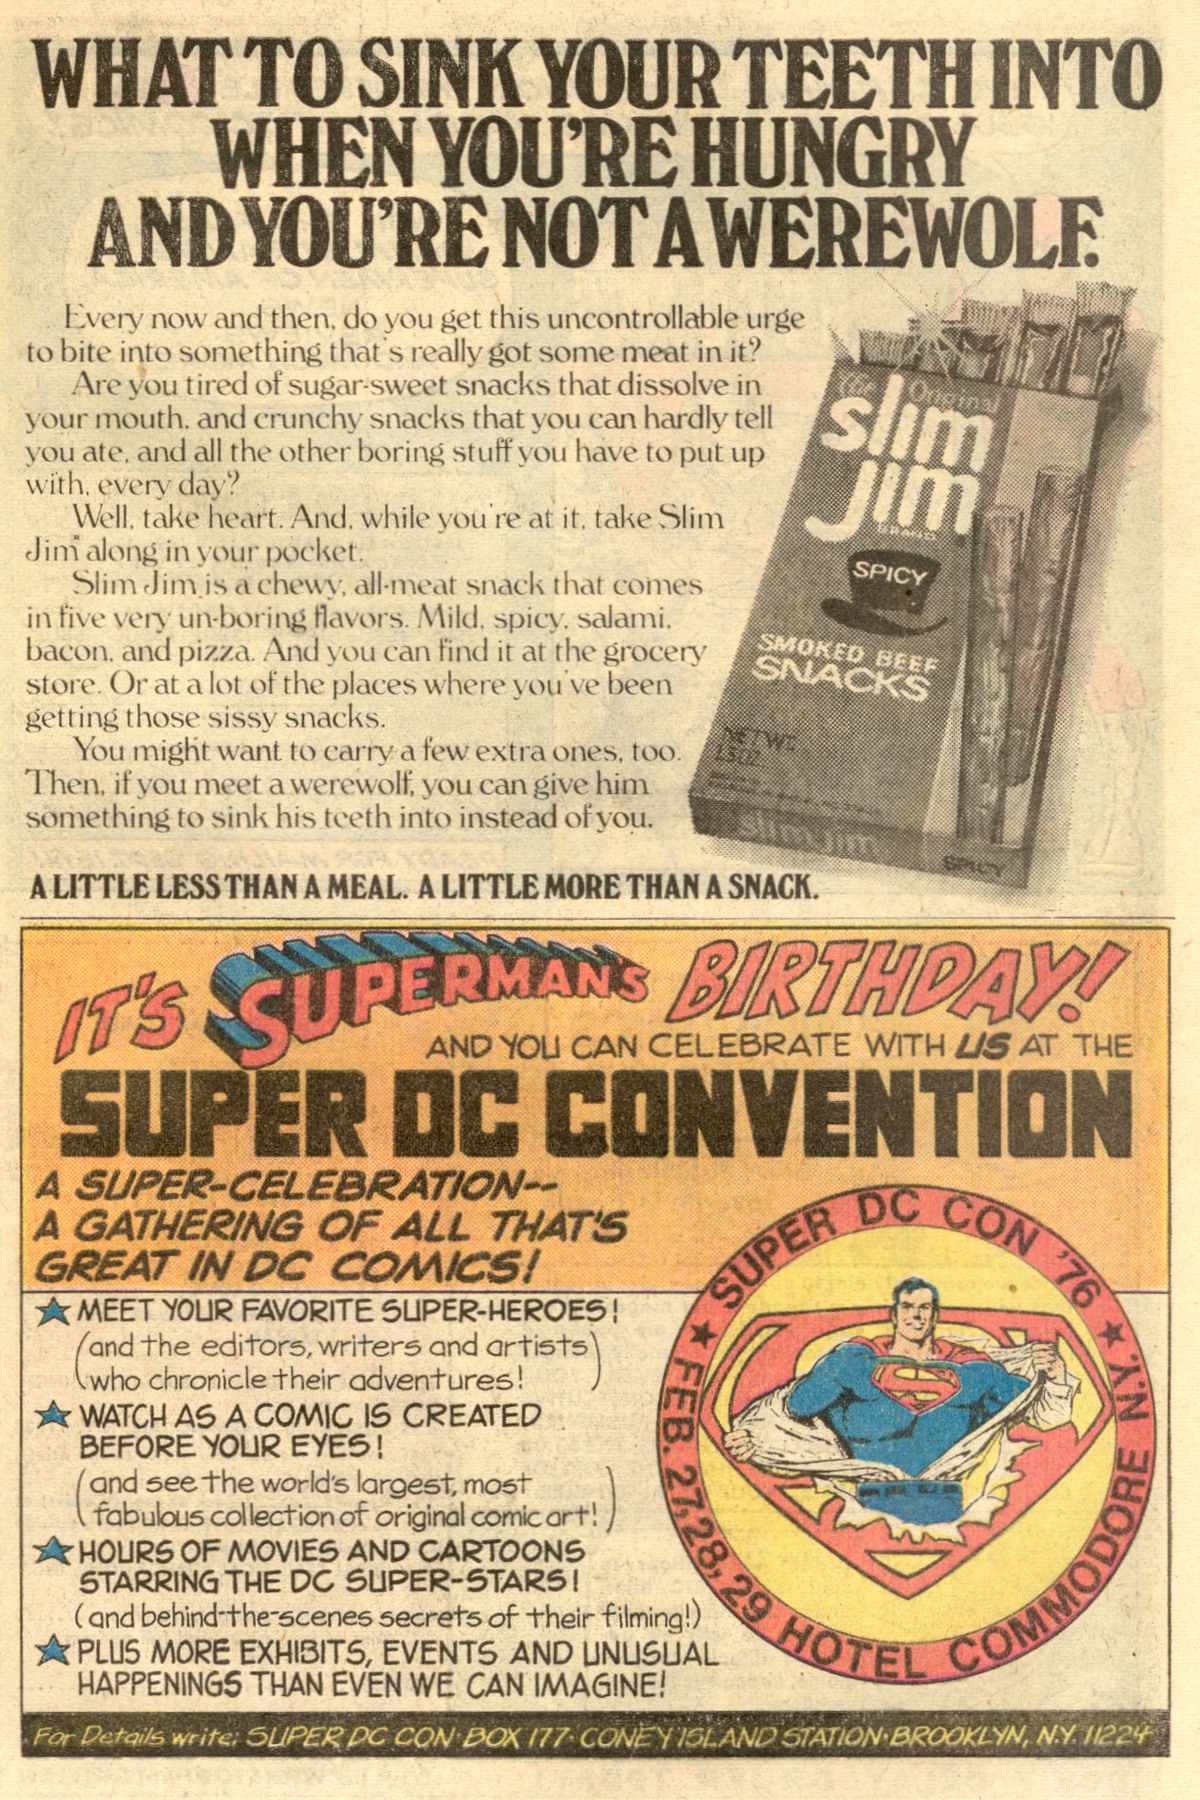 WHAT TO SINK YOUR TEETH INTO
WHEN YOU'RE HUNGRY
AND YOU'RE NOT A WEREWOLF.
Every now and then, do you get this uncontrollable urge
to bite into something that's really got some meat in it?
Are you tired of sugar-sweet snacks that dissolve in
your mouth, and crunchy snacks that you can hardly tell
you ate, and all the other boring stuff you have to put up
with, every day?
Well, take heart. And, while you're at it, take Slim
Jim along in your pocket.
Slim Jim is a chewy, all-meat snack that comes
in five very un-boring flavors. Mild, spicy, salami,
bacon, and pizza. And you can find it at the grocery
store. Or at a lot of the places where you've been
getting those sissy snacks.
You might want to carry a few extra ones, too.
Then, if you meet a werewolf, you can give him
something to sink his teeth into instead of you.
A LITTLE LESS THAN A MEAL. A LITTLE MORE THAN A SNACK.
The Original
slim
jim
BRAND
SPICY
SMOKED BEEF
SNACKS
NET WT.
1.5 OZ.
slim jim
SPICY
IT'S SUPERMAN'S BIRTHDAY!
AND YOU CAN CELEBRATE WITH US AT THE
SUPER DC CONVENTION
A SUPER-CELEBRATION--
A GATHERING OF ALL THAT'S
GREAT IN DC COMICS!
MEET YOUR FAVORITE SUPER-HEROES!
(and the editors, writers and artists
who chronicle their adventures!)
WATCH AS A COMIC IS CREATED
BEFORE YOUR EYES!
(and see the world's largest, most
fabulous collection of original comic art!)
HOURS OF MOVIES AND CARTOONS
STARRING THE DC SUPER-STARS!
(and behind-the-scenes secrets of their filming!)
PLUS MORE EXHIBITS, EVENTS AND UNUSUAL
HAPPENINGS THAN EVEN WE CAN IMAGINE!
SUPER DC CON '76
FEB. 27, 28, 29 HOTEL COMMODORE N.Y.
S
For Details write: SUPER DC CON • BOX 177 • CONEY ISLAND STATION • BROOKLYN, N.Y. 11224